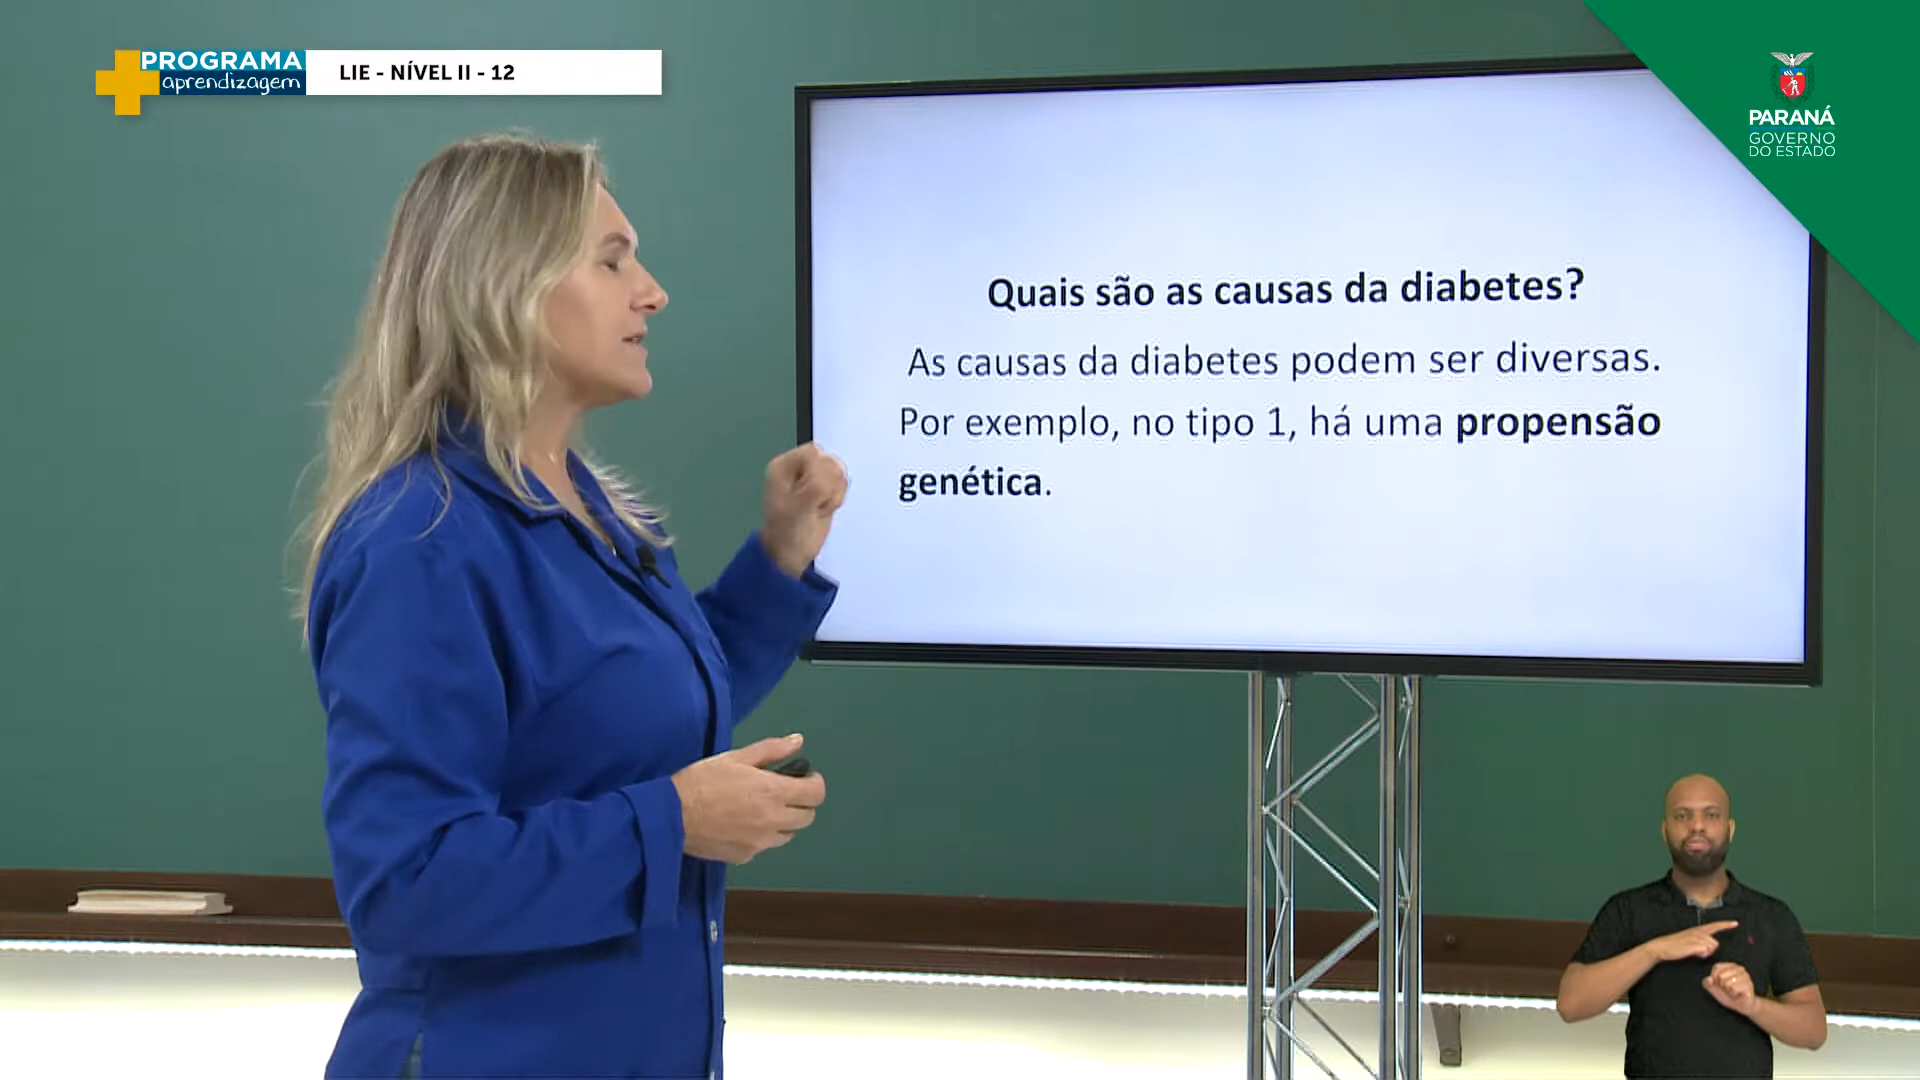 PROGRAMA
aprendizagem
LIE - NÍVEL II - 12
PARANÁ
GOVERNO
DO ESTADO
Quais são as causas da diabetes?
As causas da diabetes podem ser diversas.
Por exemplo, no tipo 1, há uma propensão
genética.